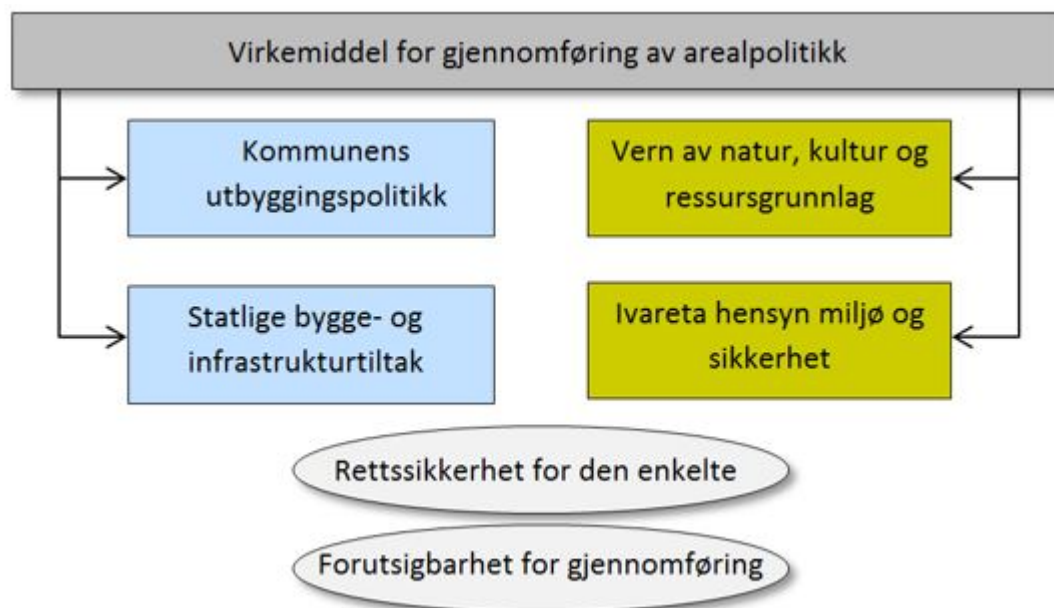 Virkemiddel for gjennomføring av arealpolitikk
Kommunens
utbyggingspolitikk
Vern av natur, kultur og
ressursgrunnlag
Statlige bygge- og
infrastrukturtiltak
Ivareta hensyn miljø og
sikkerhet
Rettssikkerhet for den enkelte
Forutsigbarhet for gjennomføring